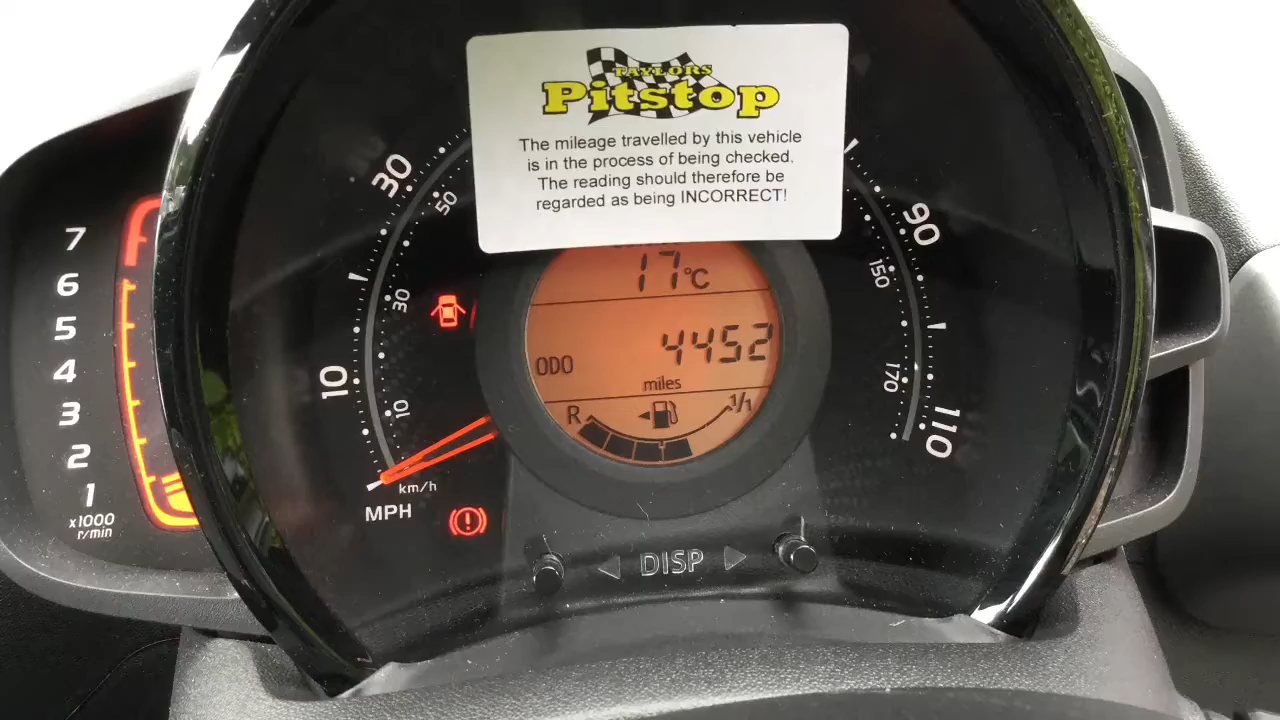 TAYLORS
Pitstop
The mileage travelled by this vehicle
is in the process of being checked.
The reading should therefore be
regarded as being INCORRECT!
7
6
5
4
3
2
1
x1000
r/min
30
50
30
10
10
km/h
MPH
17°C
ODO
4452
miles
R
1/1
90
150
170
110
DISP